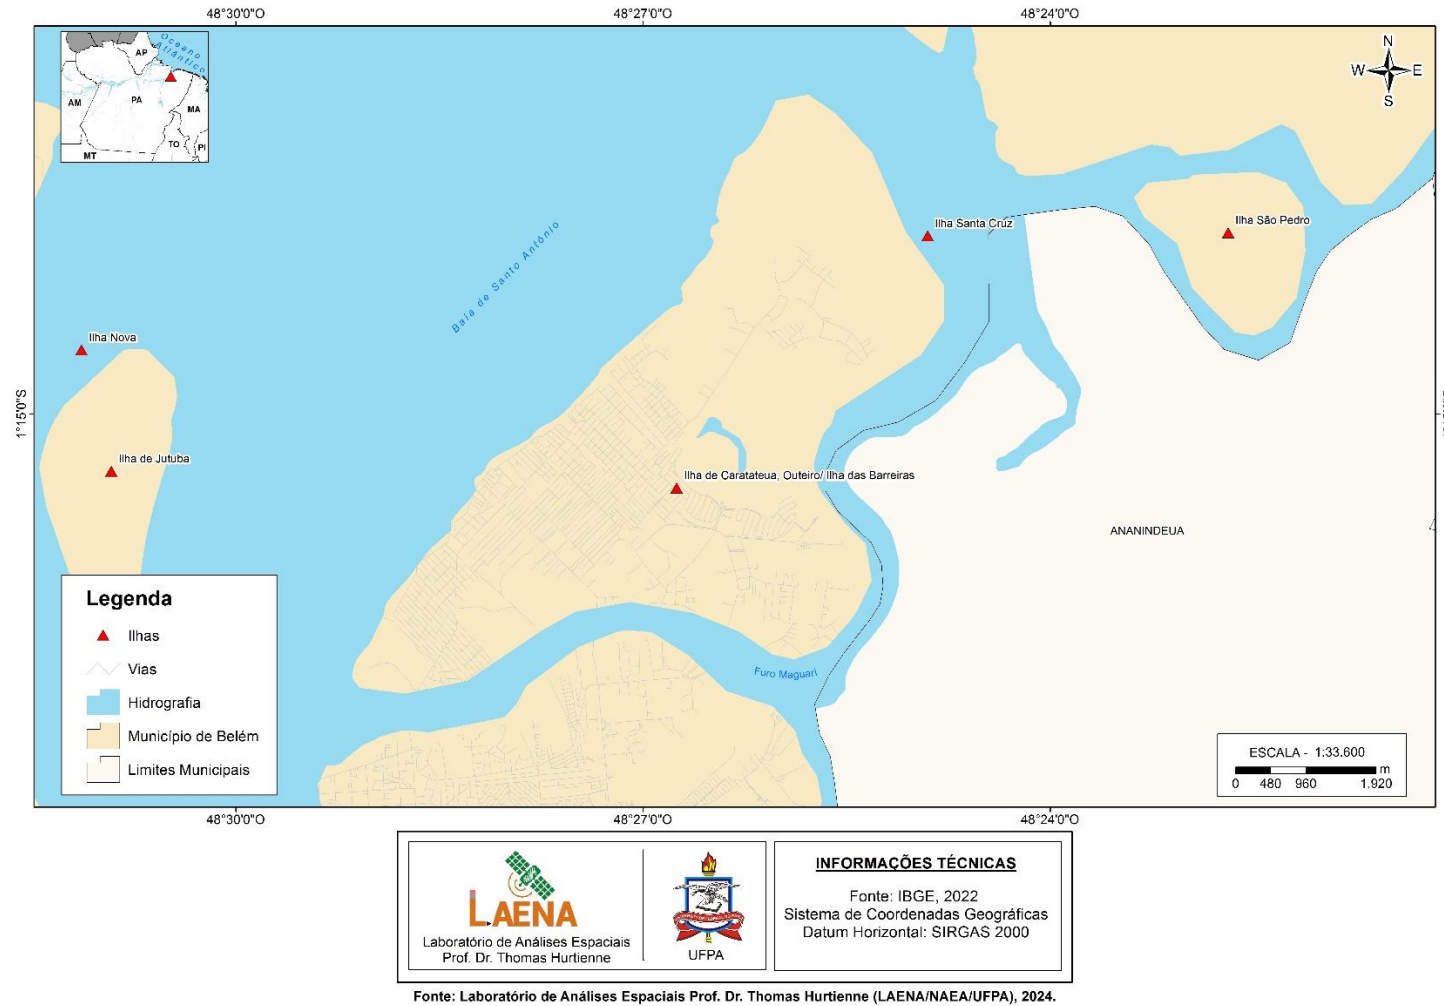 48°30'0"O
48°27'0"O
48°24'0"O
Oceano
Atlântico
AP
AM
PA
MA
TO
PI
MT
N
W
E
S
Ilha Santa Cruz
Ilha São Pedro
Baía de Santo Antônio
Ilha Nova
1°15'0"S
Ilha de Jutuba
Ilha de Caratateua, Outeiro/ Ilha das Barreiras
ANANINDEUA
Furo Maguari
Legenda
Ilhas
Vias
Hidrografia
Município de Belém
Limites Municipais
ESCALA - 1:33.600
m
0 480 960 1.920
48°30'0"O
48°27'0"O
48°24'0"O
LAENA
Laboratório de Análises Espaciais
Prof. Dr. Thomas Hurtienne
UFPA
INFORMAÇÕES TÉCNICAS
Fonte: IBGE, 2022
Sistema de Coordenadas Geográficas
Datum Horizontal: SIRGAS 2000
Fonte: Laboratório de Análises Espaciais Prof. Dr. Thomas Hurtienne (LAENA/NAEA/UFPA), 2024.